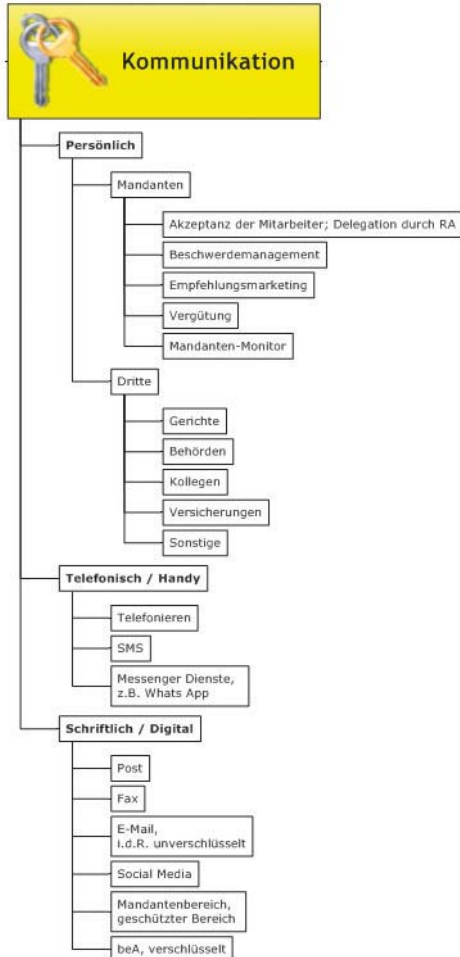 Kommunikation
Persönlich
Mandanten
Akzeptanz der Mitarbeiter; Delegation durch RA
Beschwerdemanagement
Empfehlungsmarketing
Vergütung
Mandanten-Monitor
Dritte
Gerichte
Behörden
Kollegen
Versicherungen
Sonstige
Telefonisch / Handy
Telefonieren
SMS
Messenger Dienste,
z.B. Whats App
Schriftlich / Digital
Post
Fax
E-Mail,
i.d.R. unverschlüsselt
Social Media
Mandantenbereich,
geschützter Bereich
beA, verschlüsselt